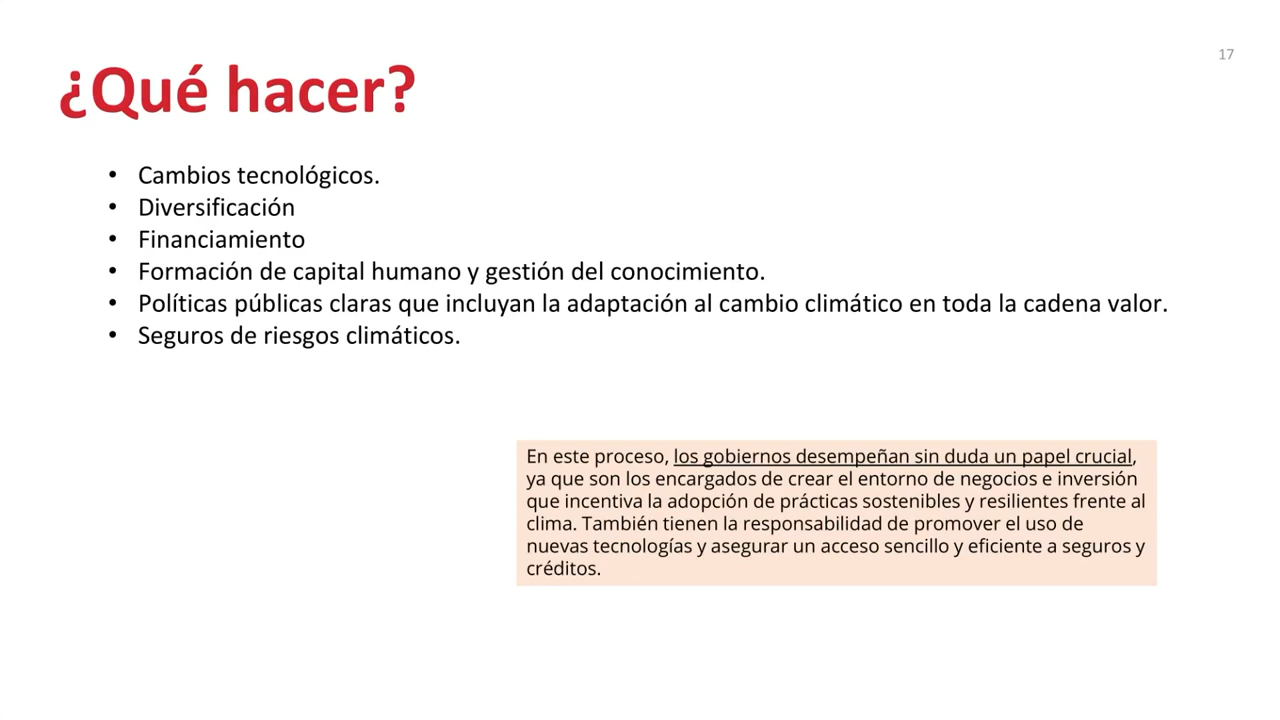 17
¿Qué hacer?
• Cambios tecnológicos.
• Diversificación
• Financiamiento
• Formación de capital humano y gestión del conocimiento.
• Políticas públicas claras que incluyan la adaptación al cambio climático en toda la cadena valor.
• Seguros de riesgos climáticos.
En este proceso, los gobiernos desempeñan sin duda un papel crucial,
ya que son los encargados de crear el entorno de negocios e inversión
que incentiva la adopción de prácticas sostenibles y resilientes frente al
clima. También tienen la responsabilidad de promover el uso de
nuevas tecnologías y asegurar un acceso sencillo y eficiente a seguros y
créditos.